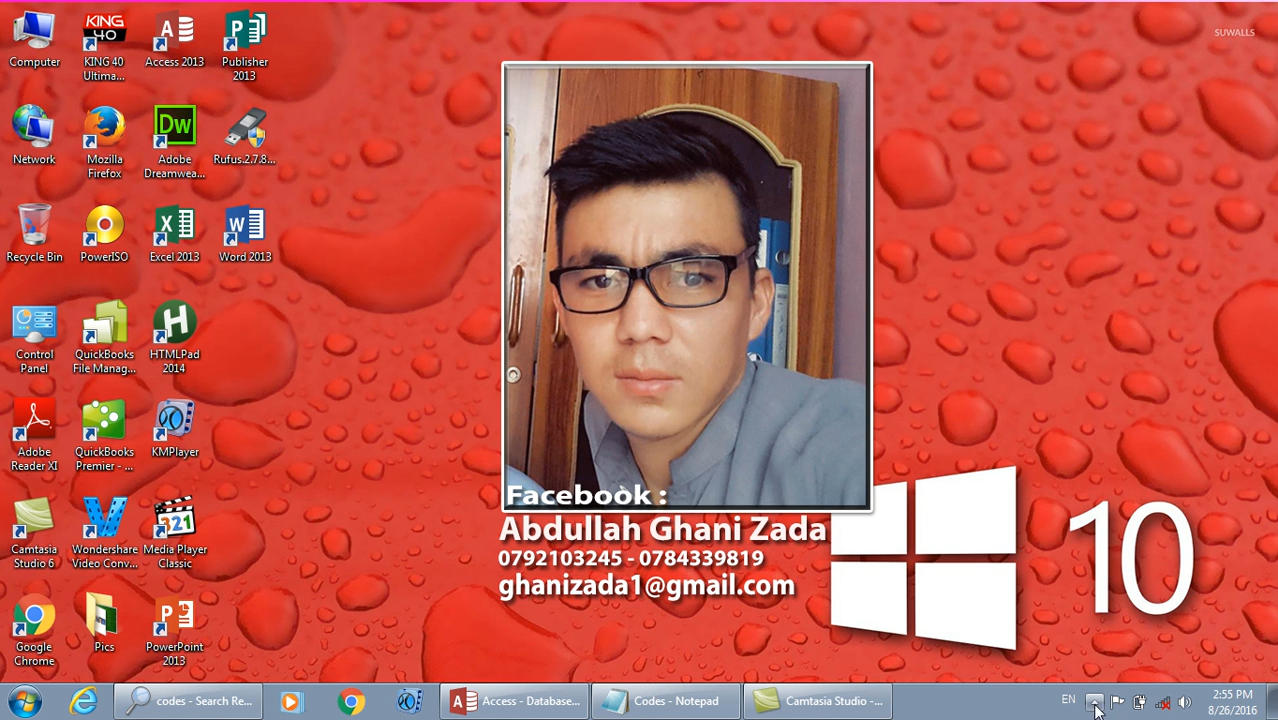 SUWALLS
Computer
KING 40
KING 40
Ultima...
Access 2013
Publisher
2013
Network
Mozilla
Firefox
Dw
Adobe
Dreamwea...
Rufus.2.7.8...
Recycle Bin
PowerISO
Excel 2013
Word 2013
Control
Panel
QuickBooks
File Manag...
HTMLPad
2014
Adobe
Reader XI
QuickBooks
Premier - ...
KMPlayer
Camtasia
Studio 6
Wondershare
Video Conv...
321
Media Player
Classic
Google
Chrome
Pics
PowerPoint
2013
Facebook :
Abdullah Ghani Zada
0792103245 - 0784339819
ghanizada1@gmail.com
10
codes - Search Re...
Access - Database...
Codes - Notepad
Camtasia Studio -...
EN
2:55 PM
8/26/2016